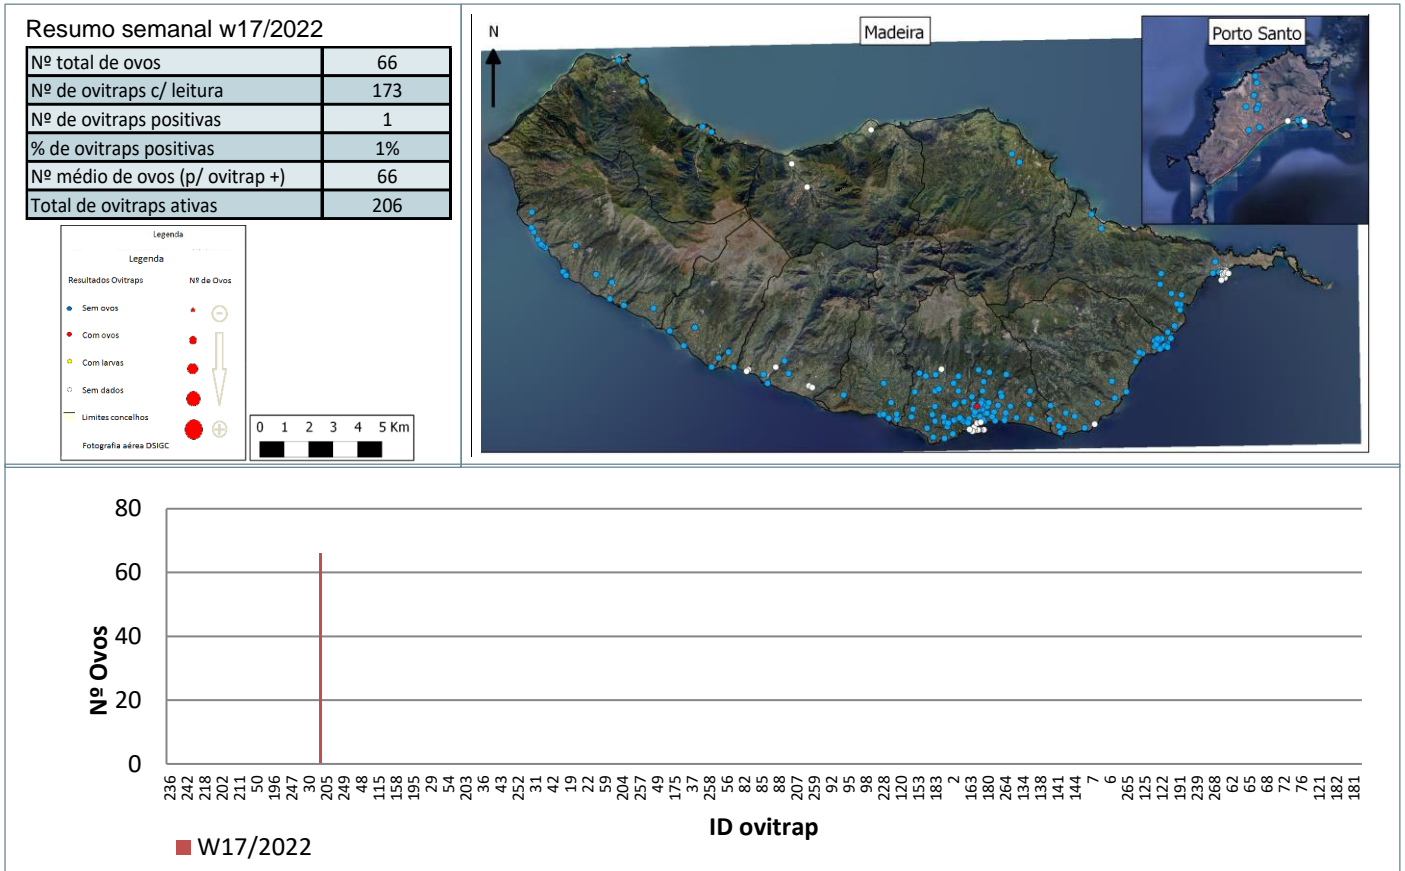 Resumo semanal w17/2022
Nº total de ovos 66
Nº de ovitraps c/ leitura 173
Nº de ovitraps positivas 1
% de ovitraps positivas 1%
Nº médio de ovos (p/ ovitrap +) 66
Total de ovitraps ativas 206
Legenda
Legenda
Resultados Ovitraps Nº de Ovos
Sem ovos
Com ovos
Com larvas
Sem dados
Limites concelhos
Fotografia aérea DSIGC
0 1 2 3 4 5 Km
N
Madeira
Porto Santo
80
60
40
20
0
Nº Ovos
236 242 218 202 211 50 196 247 30 205 249 48 115 158 195 29 54 203 36 43 252 31 42 19 22 59 204 257 49 175 37 258 56 82 85 88 207 259 92 95 98 228 120 153 183 2 163 180 264 134 138 141 144 7 6 265 125 122 191 239 268 62 65 68 72 76 121 182 181
ID ovitrap
W17/2022